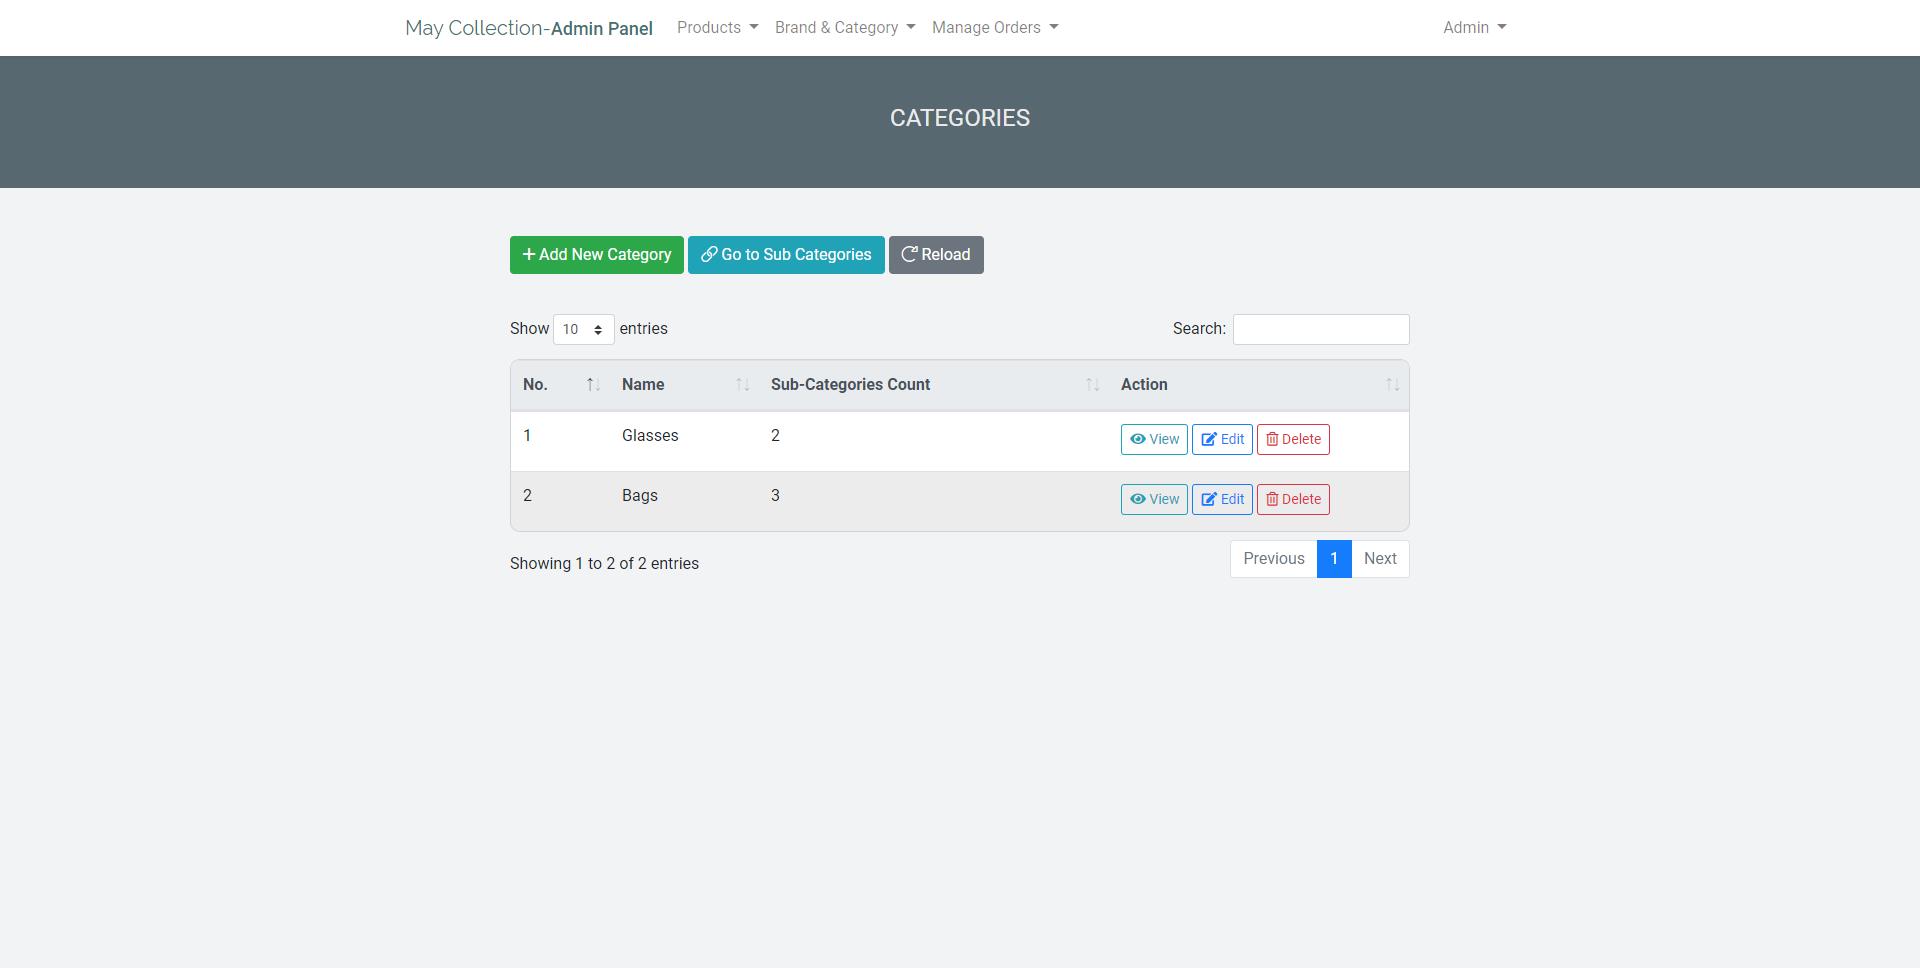 May Collection-Admin Panel Products Brand & Category Manage Orders Admin
CATEGORIES
Add New Category Go to Sub Categories Reload
Show 10 entries Search:
No. Name Sub-Categories Count Action
1 Glasses 2 View Edit Delete
2 Bags 3 View Edit Delete
Showing 1 to 2 of 2 entries Previous 1 Next